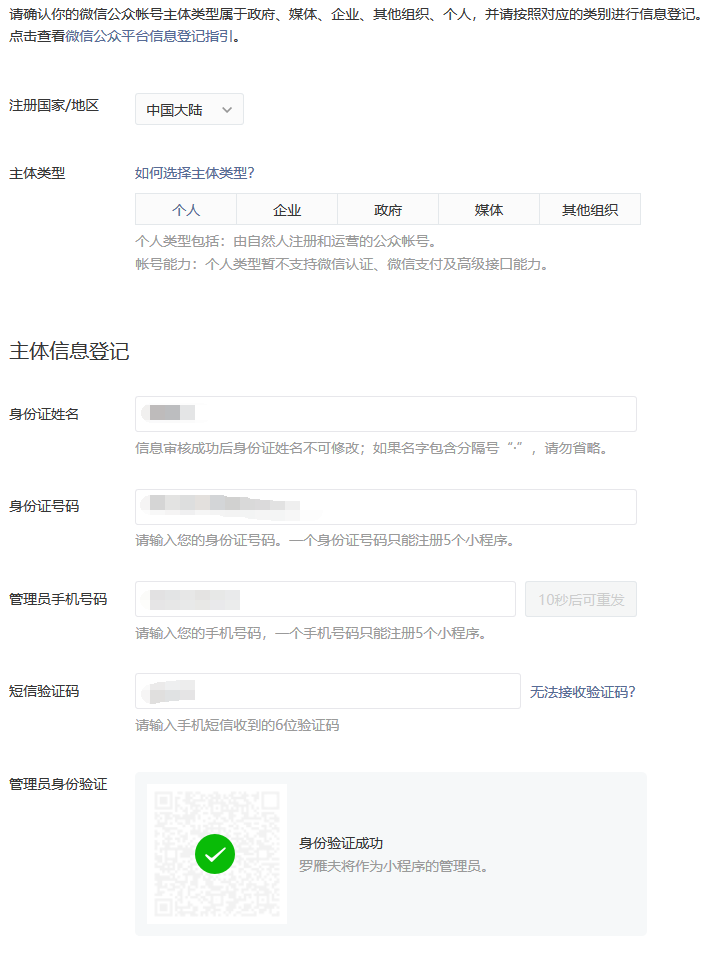 请确认你的微信公众帐号主体类型属于政府、媒体、企业、其他组织、个人，并请按照对应的类别进行信息登记。
点击查看微信公众平台信息登记指引。
注册国家/地区
中国大陆
主体类型
如何选择主体类型?
个人 企业 政府 媒体 其他组织
个人类型包括：由自然人注册和运营的公众帐号。
帐号能力：个人类型暂不支持微信认证、微信支付及高级接口能力。
主体信息登记
身份证姓名
信息审核成功后身份证姓名不可修改；如果名字包含分隔号“·”，请勿省略。
身份证号码
请输入您的身份证号码。一个身份证号码只能注册5个小程序。
管理员手机号码
10秒后可重发
请输入您的手机号码，一个手机号码只能注册5个小程序。
短信验证码
无法接收验证码?
请输入手机短信收到的6位验证码
管理员身份验证
身份验证成功
罗雁夫将作为小程序的管理员。